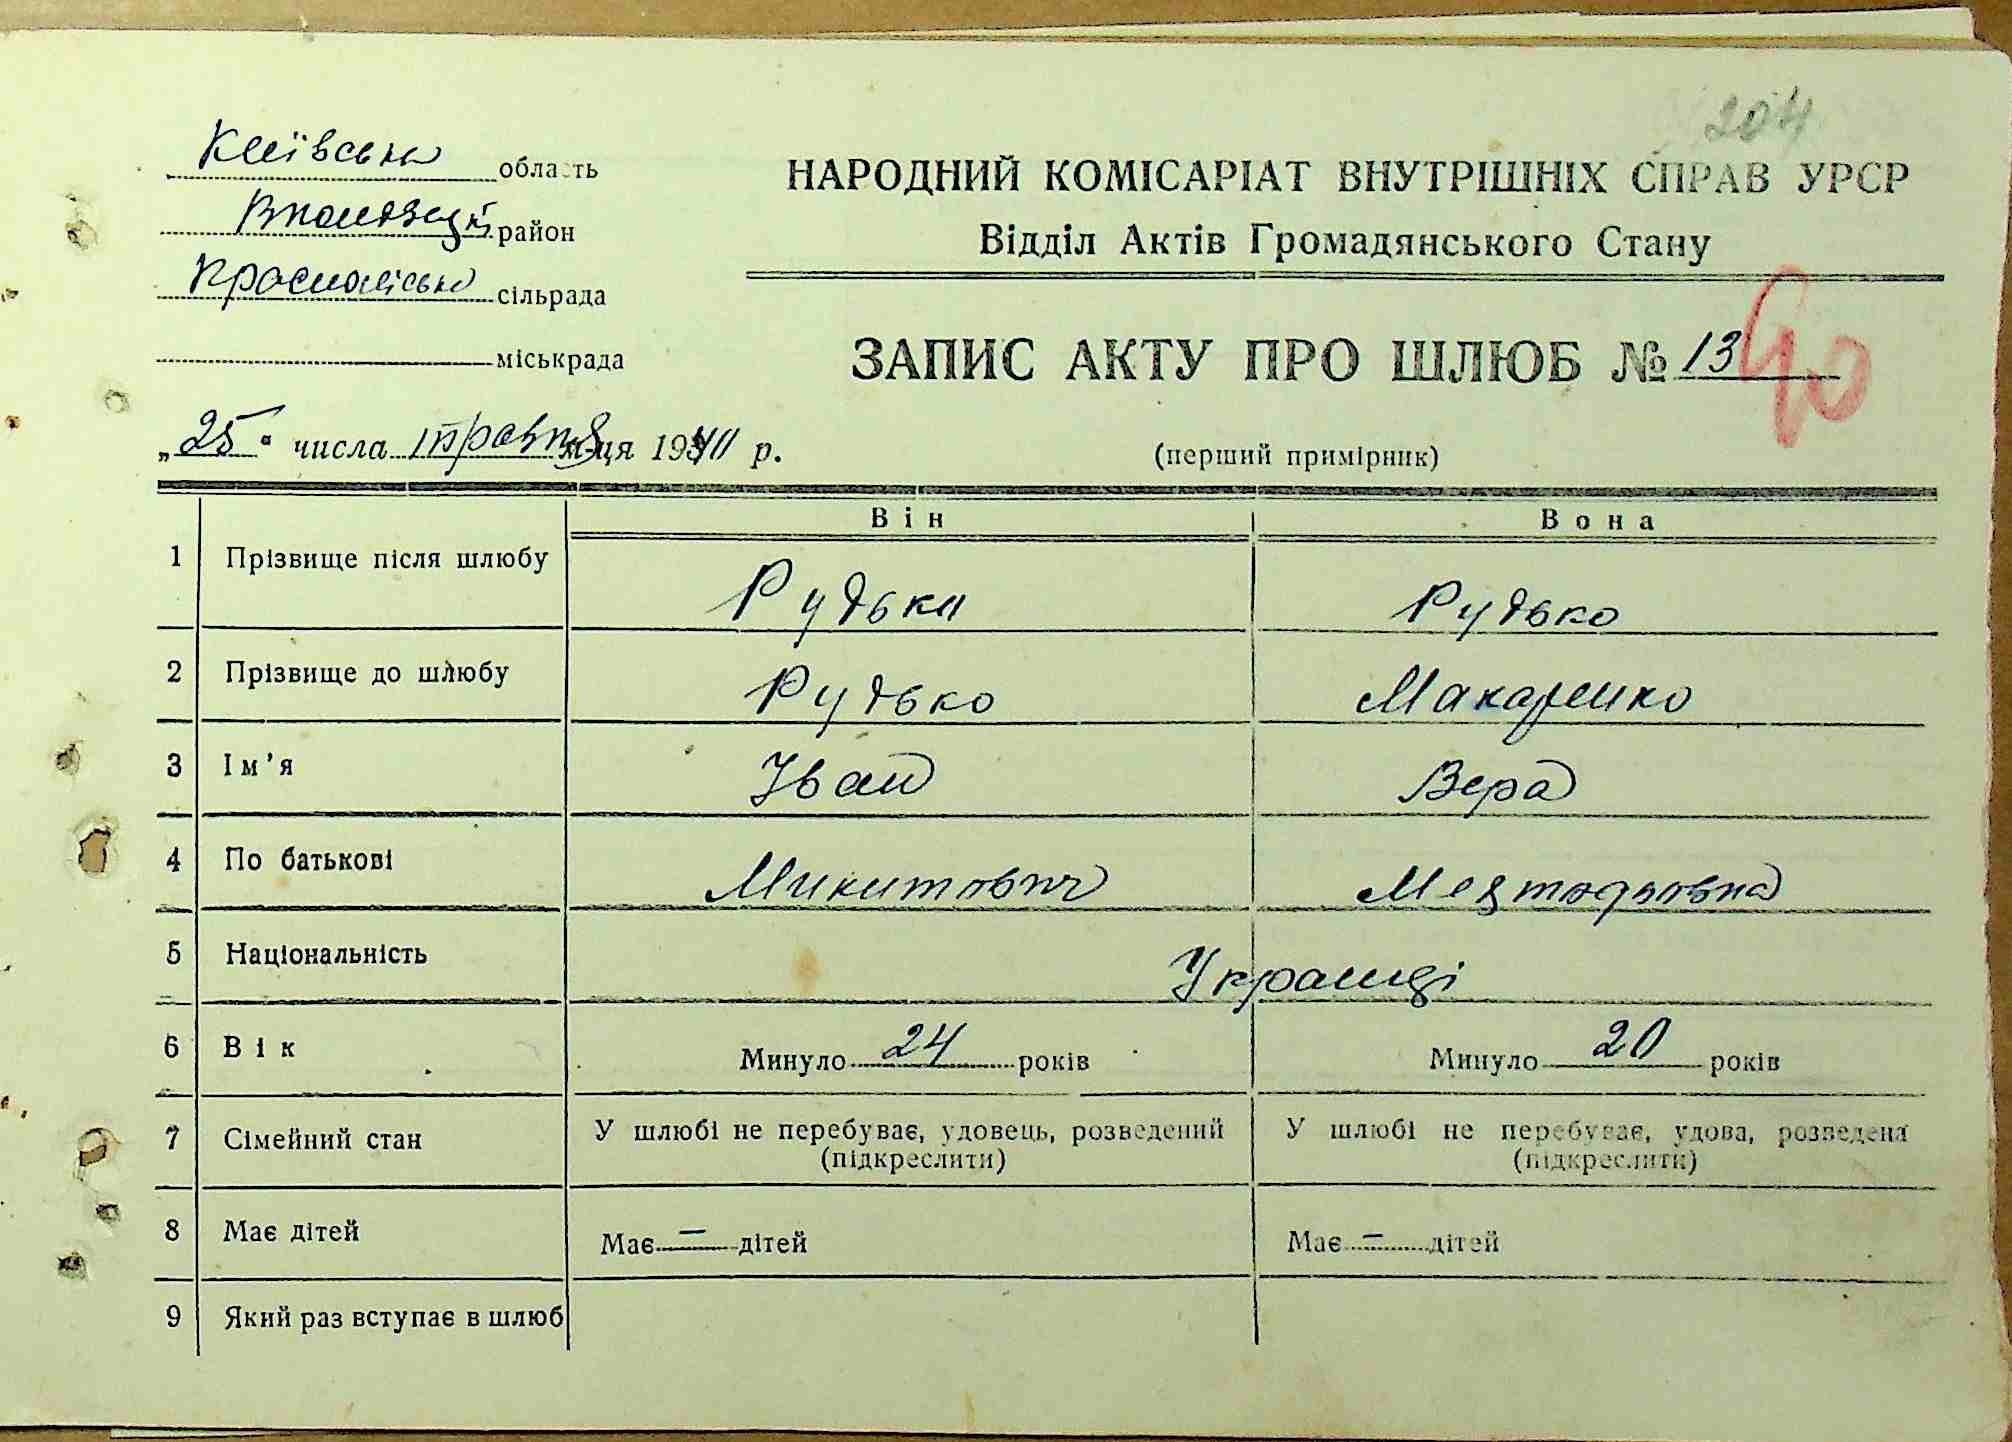 204
Київська область
район
НАРОДНИЙ КОМІСАРІАТ ВНУТРІШНІХ СПРАВ УРСР
Відділ Актів Громадянського Стану
сільрада
міськрада
ЗАПИС АКТУ ПРО ШЛЮБ № 13
40
„25" числа травня м-ця 1940 р.
(перший примірник)
Він Вона
1 Прізвище після шлюбу Рудько Рудько
2 Прізвище до шлюбу Рудько Макаренко
3 Ім'я Іван Вера
4 По батькові Микитович
5 Національність Українці
6 Вік Минуло 24 років Минуло 20 років
7 Сімейний стан У шлюбі не перебуває, удовець, розведений У шлюбі не перебуває, удова, розведена
(підкреслити) (підкреслити)
8 Має дітей Має — дітей Має — дітей
9 Який раз вступає в шлюб